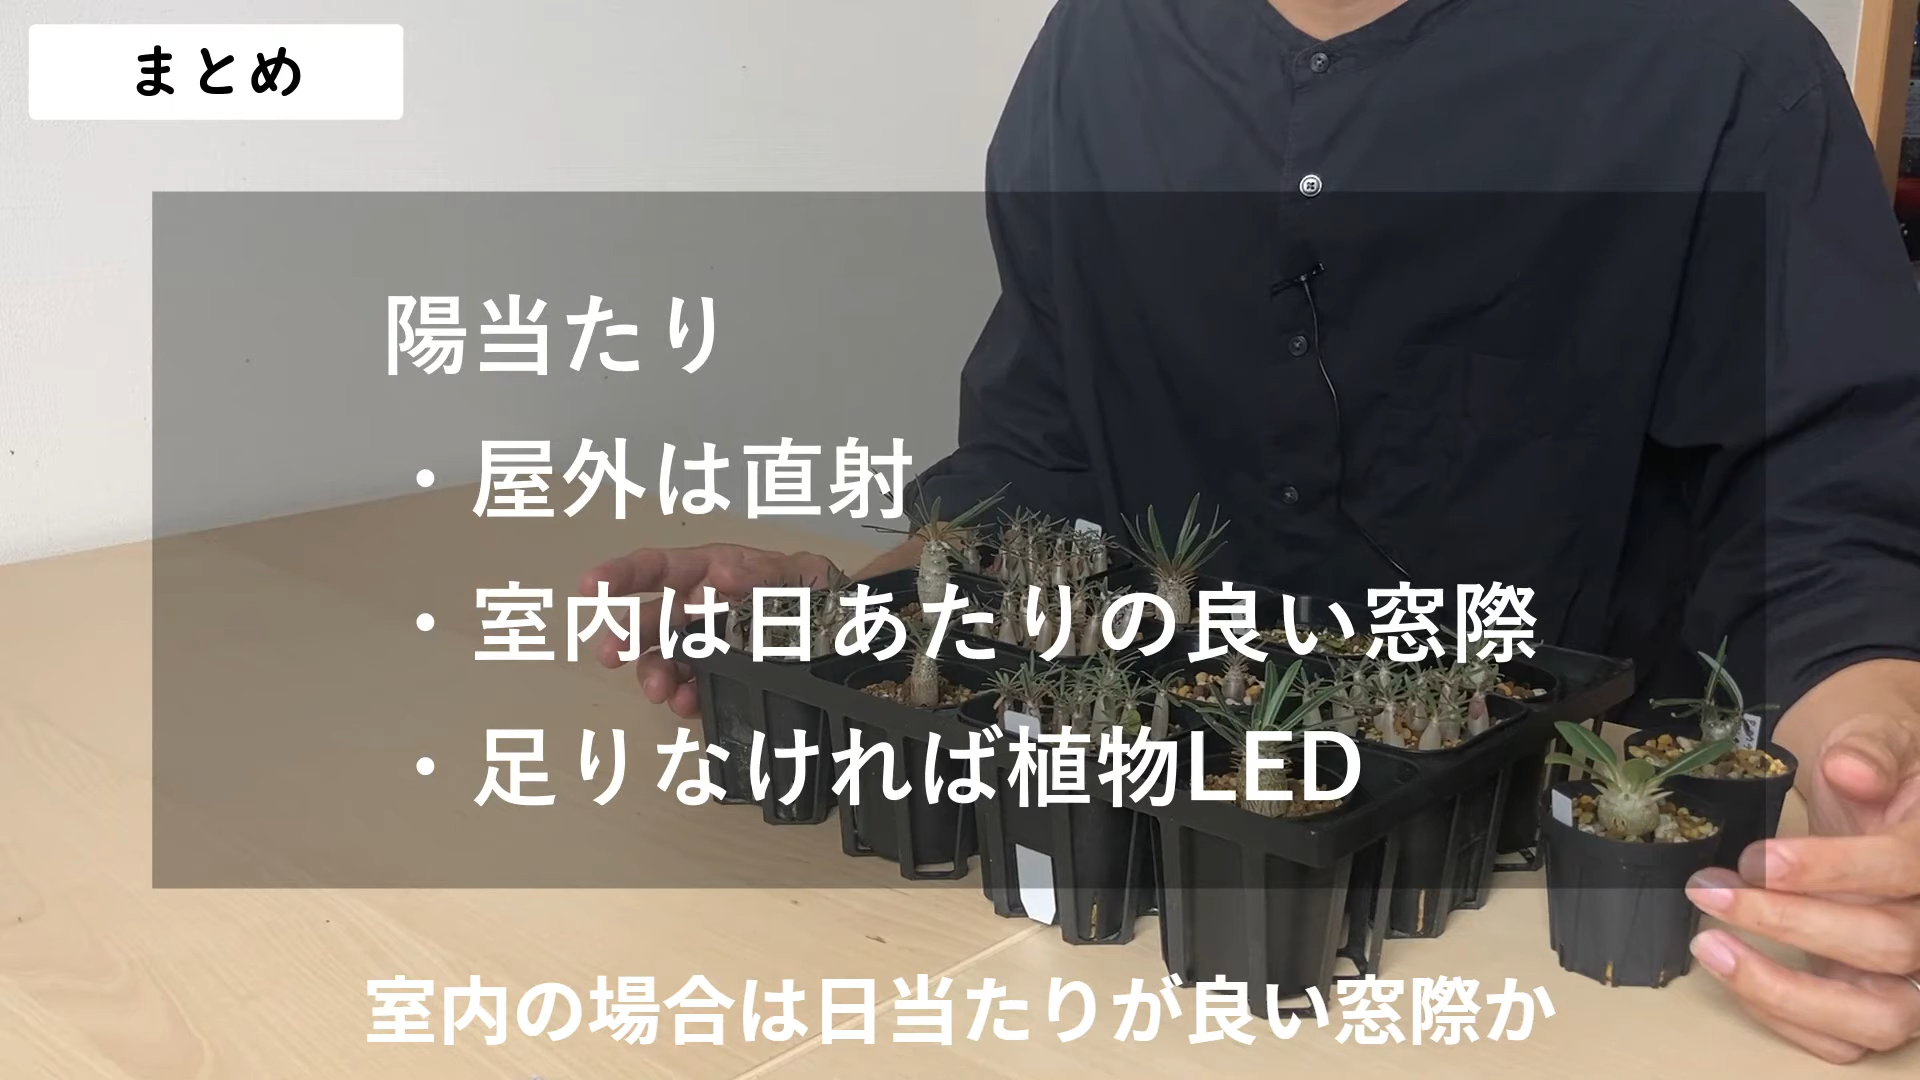 まとめ
陽当たり
・屋外は直射
・室内は日あたりの良い窓際
・足りなければ植物LED
室内の場合は日当たりが良い窓際か